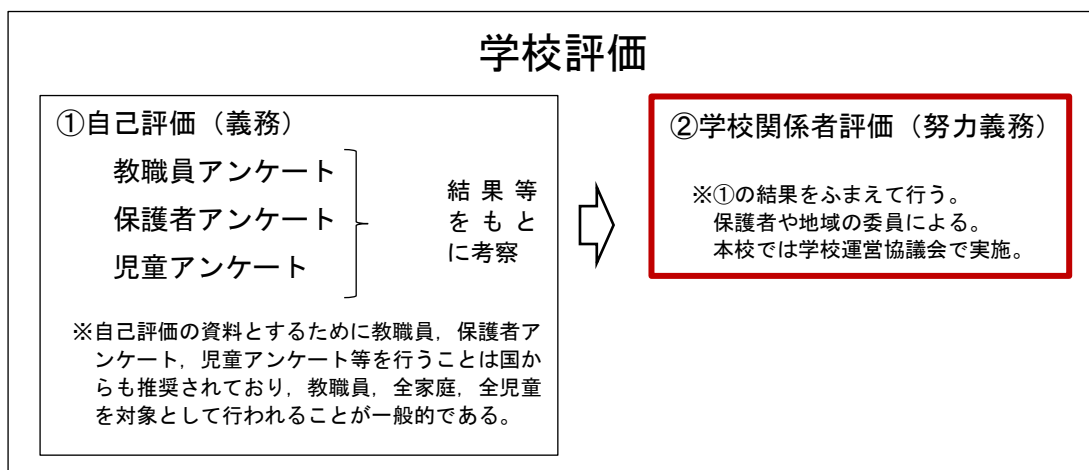 学校評価
①自己評価（義務）
教職員アンケート
保護者アンケート
児童アンケート
結果等
をもと
に考察
※自己評価の資料とするために教職員，保護者ア
ンケート，児童アンケート等を行うことは国か
らも推奨されており，教職員，全家庭，全児童
を対象として行われることが一般的である。
②学校関係者評価（努力義務）
※①の結果をふまえて行う。
保護者や地域の委員による。
本校では学校運営協議会で実施。